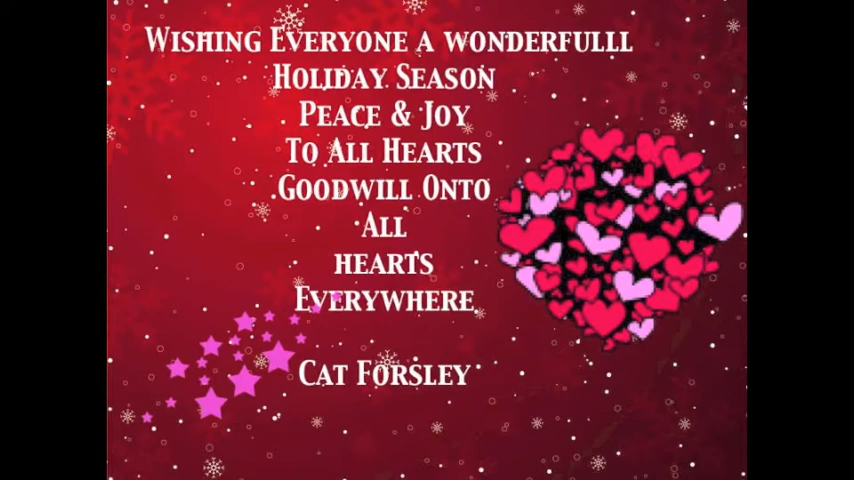 Wishing Everyone a wonderfulll
Holiday Season
Peace & Joy
To All Hearts
Goodwill Onto
All
hearts
Everywhere
Cat Forsley